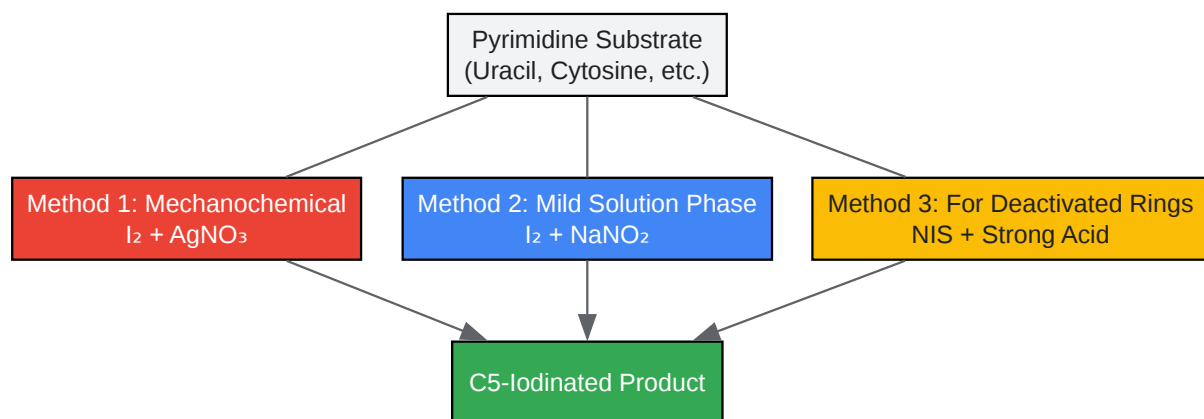 Pyrimidine Substrate
(Uracil, Cytosine, etc.)
Method 1: Mechanochemical
I₂ + AgNO₃
Method 2: Mild Solution Phase
I₂ + NaNO₂
Method 3: For Deactivated Rings
NIS + Strong Acid
C5-Iodinated Product